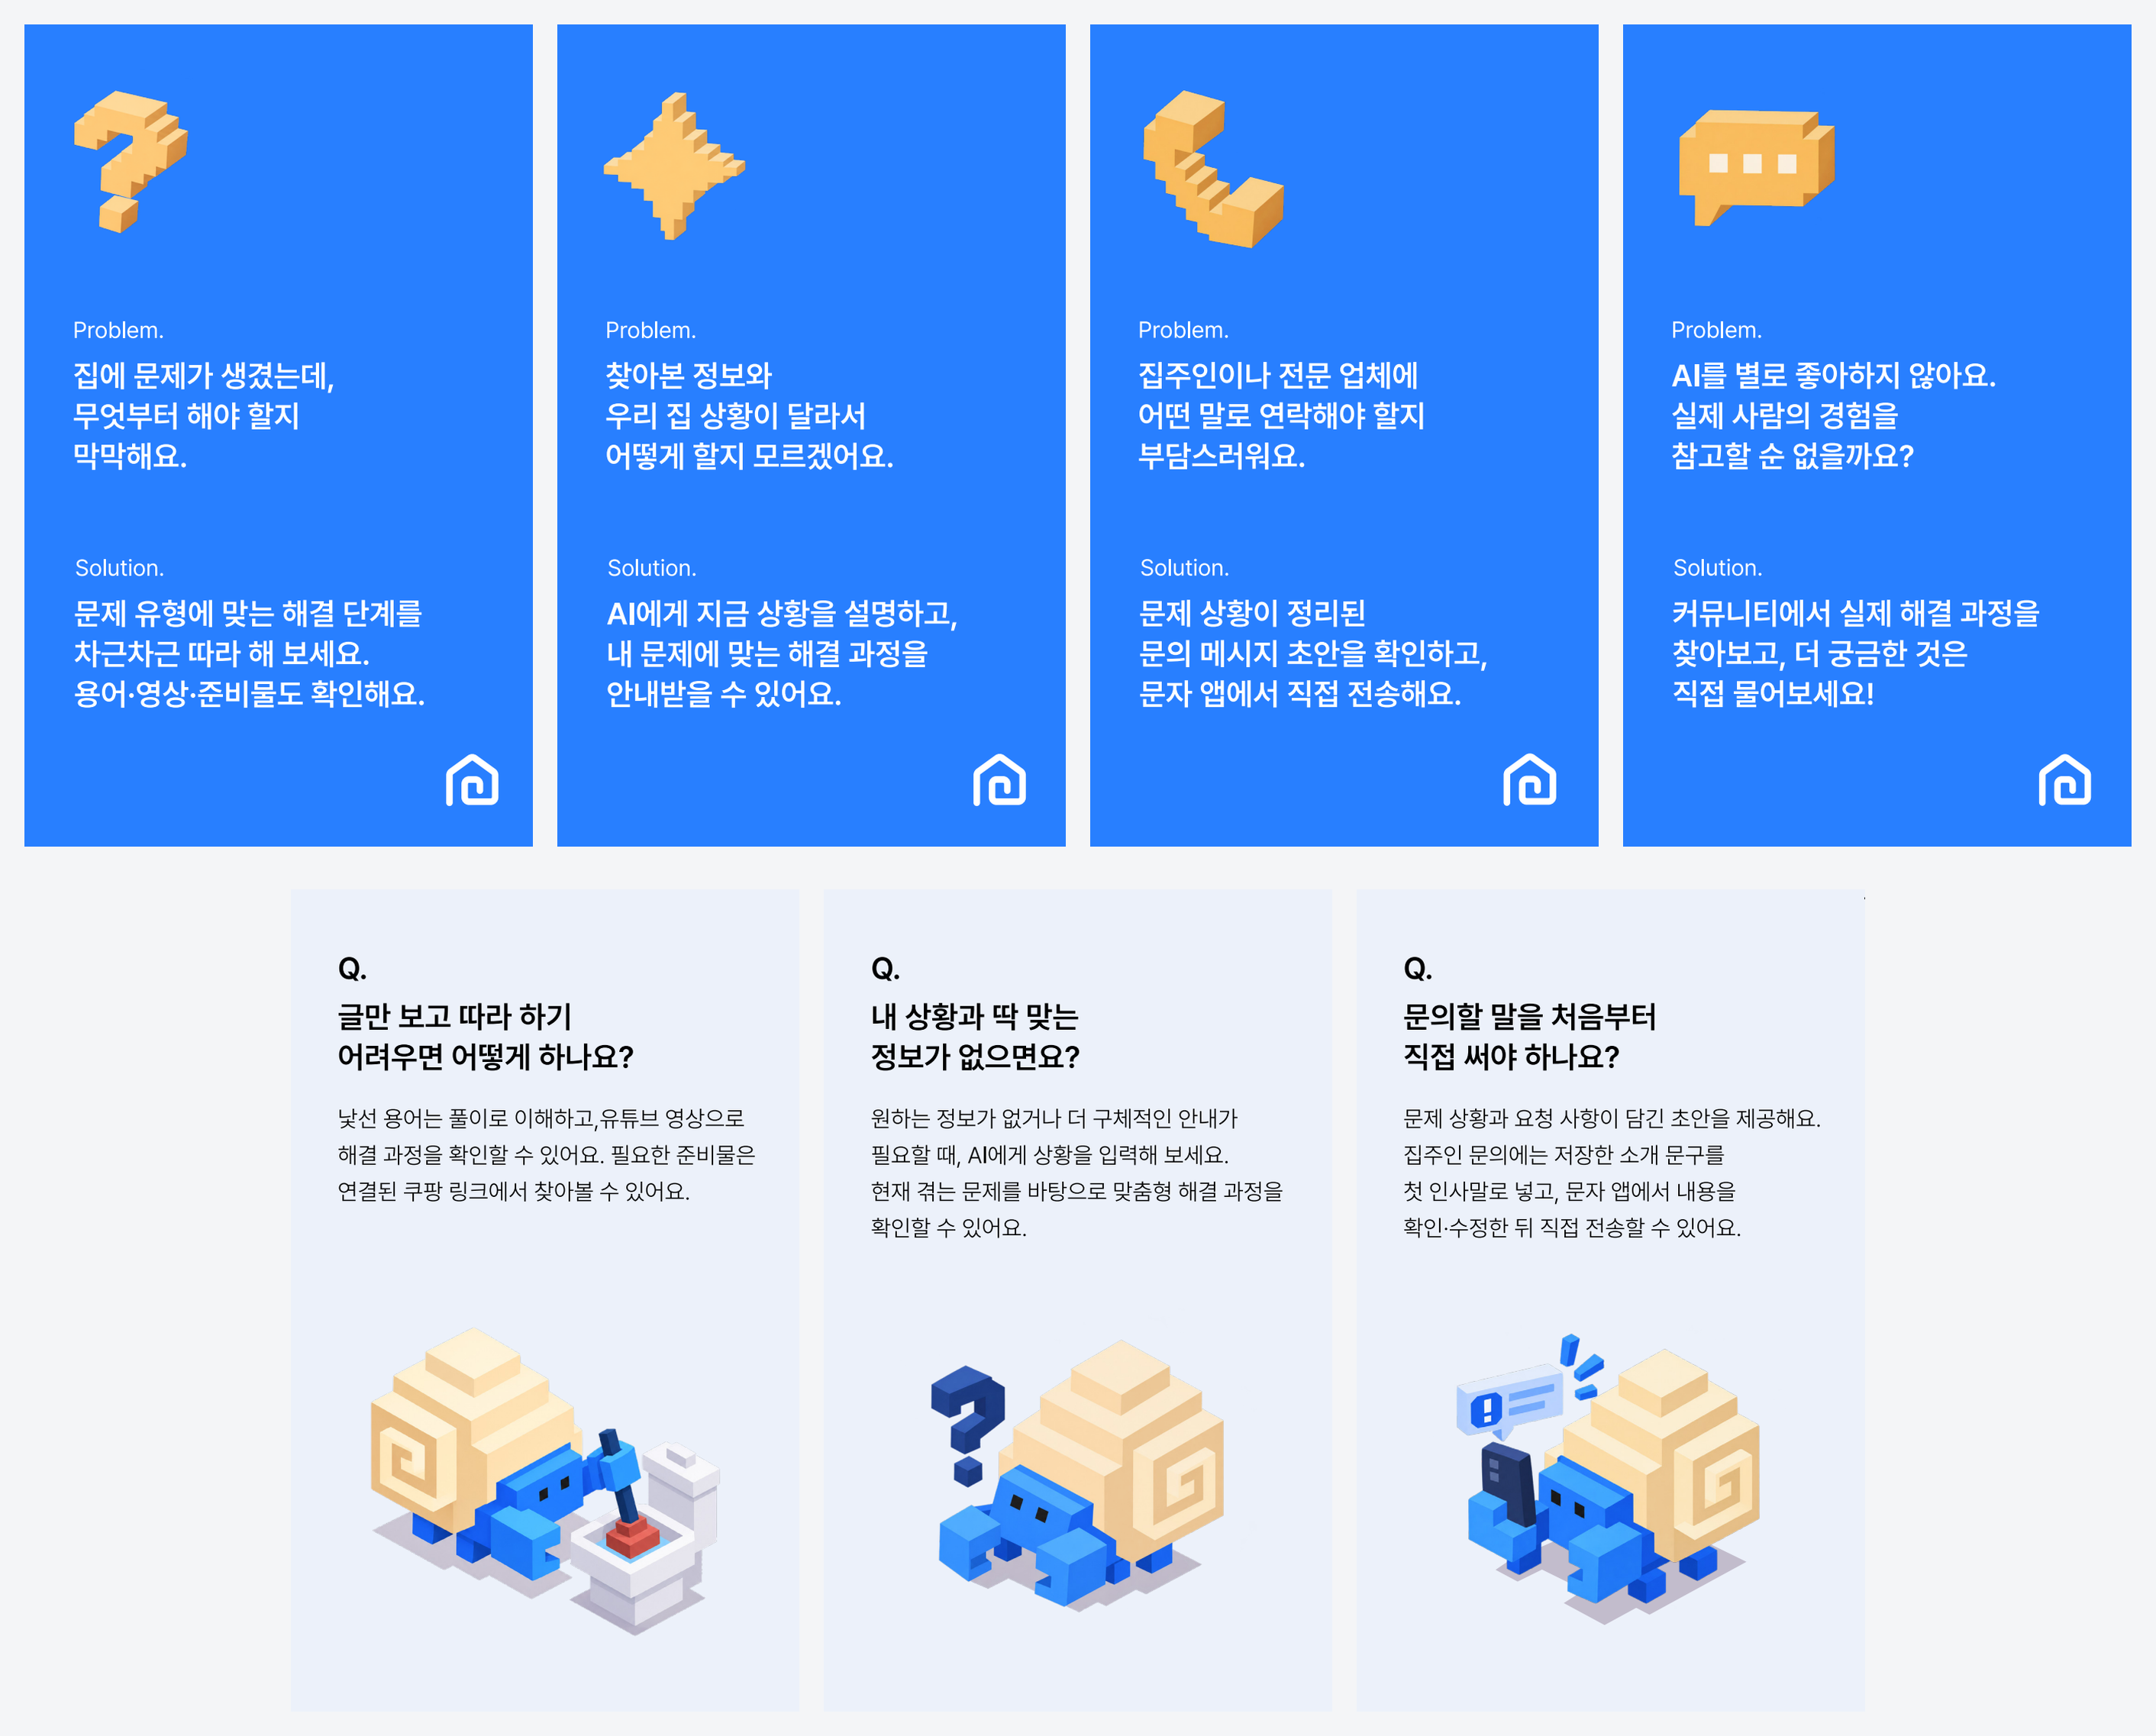 Problem.
집에 문제가 생겼는데,
무엇부터 해야 할지
막막해요.
Solution.
문제 유형에 맞는 해결 단계를
차근차근 따라 해 보세요.
용어·영상·준비물도 확인해요.
Problem.
찾아본 정보와
우리 집 상황이 달라서
어떻게 할지 모르겠어요.
Solution.
AI에게 지금 상황을 설명하고,
내 문제에 맞는 해결 과정을
안내받을 수 있어요.
Problem.
집주인이나 전문 업체에
어떤 말로 연락해야 할지
부담스러워요.
Solution.
문제 상황이 정리된
문의 메시지 초안을 확인하고,
문자 앱에서 직접 전송해요.
Problem.
AI를 별로 좋아하지 않아요.
실제 사람의 경험을
참고할 순 없을까요?
Solution.
커뮤니티에서 실제 해결 과정을
찾아보고, 더 궁금한 것은
직접 물어보세요!
Q.
글만 보고 따라 하기
어려우면 어떻게 하나요?
낯선 용어는 풀이로 이해하고,유튜브 영상으로
해결 과정을 확인할 수 있어요. 필요한 준비물은
연결된 쿠팡 링크에서 찾아볼 수 있어요.
Q.
내 상황과 딱 맞는
정보가 없으면요?
원하는 정보가 없거나 더 구체적인 안내가
필요할 때, AI에게 상황을 입력해 보세요.
현재 겪는 문제를 바탕으로 맞춤형 해결 과정을
확인할 수 있어요.
Q.
문의할 말을 처음부터
직접 써야 하나요?
문제 상황과 요청 사항이 담긴 초안을 제공해요.
집주인 문의에는 저장한 소개 문구를
첫 인사말로 넣고, 문자 앱에서 내용을
확인·수정한 뒤 직접 전송할 수 있어요.